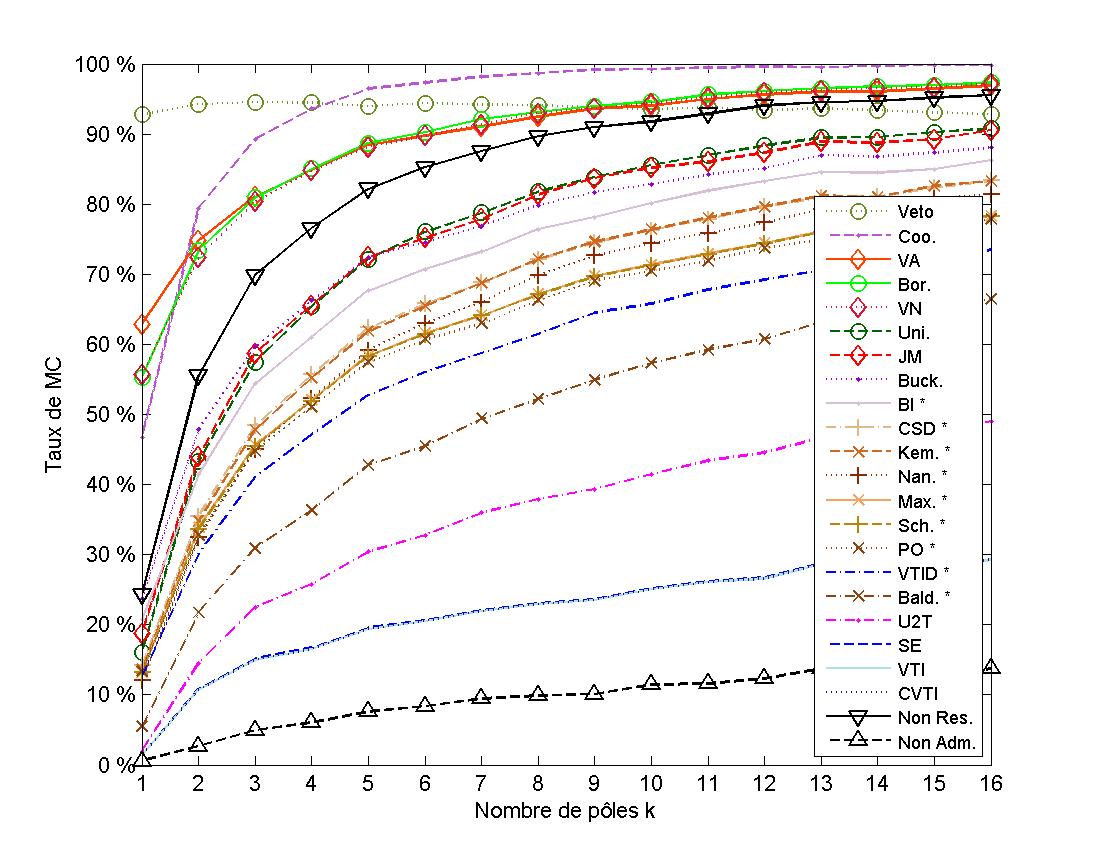 100 %
90 %
80 %
70 %
60 %
50 %
40 %
30 %
20 %
10 %
0 %
Taux de MC
1 2 3 4 5 6 7 8 9 10 11 12 13 14 15 16
Nombre de pôles k
Veto
Coo.
VA
Bor.
VN
Uni.
JM
Buck.
BI *
CSD *
Kem. *
Nan. *
Max. *
Sch. *
PO *
VTID *
Bald. *
U2T
SE
VTI
CVTI
Non Res.
Non Adm.